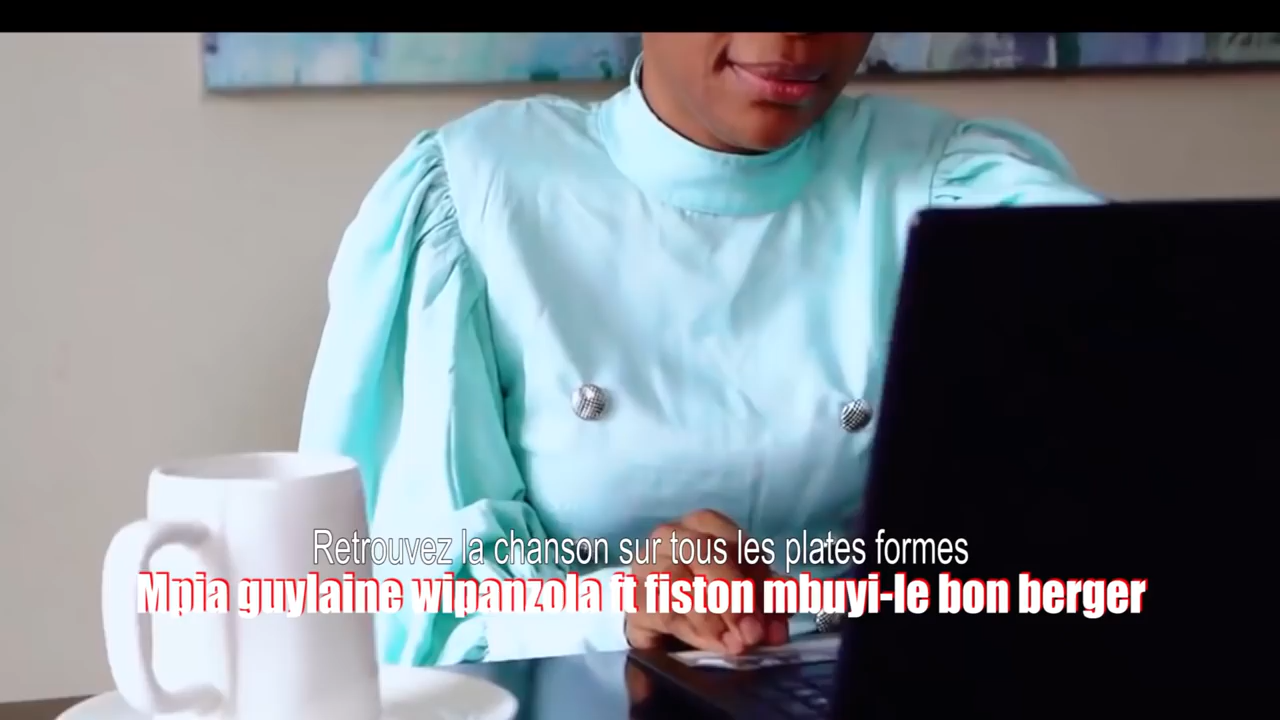 Retrouvez la chanson sur tous les plates formes
Mpia guylaine wipanzola ft fiston mbuyi-le bon berger